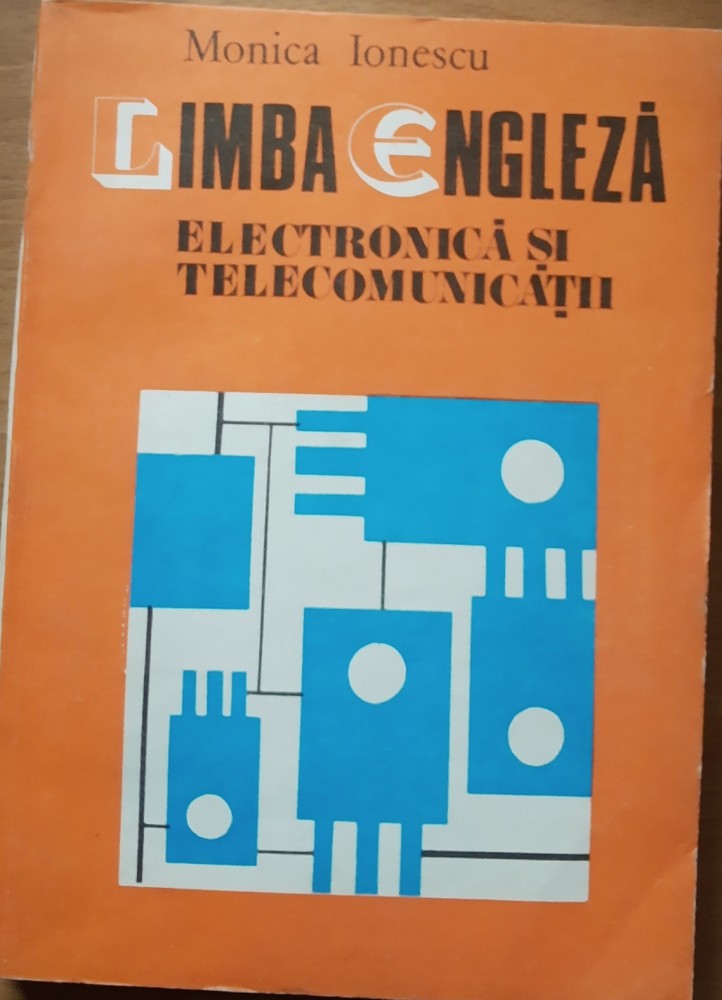 Monica Ionescu
LIMBA ENGLEZĂ
ELECTRONICĂ ȘI
TELECOMUNICAȚII